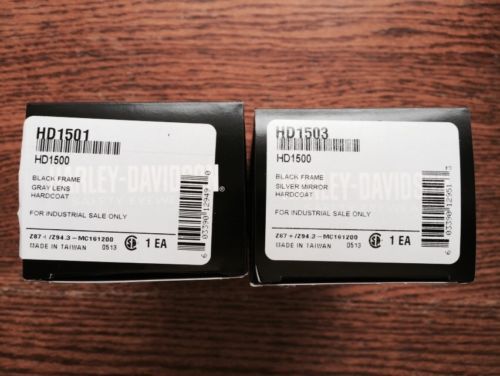 HD1501
HD1500
BLACK FRAME
GRAY LENS
HARDCOAT
FOR INDUSTRIAL SALE ONLY
Z87+/Z94.3-MC161200
MADE IN TAIWAN 0513
1 EA
HARLEY-DAVIDSON
HD1503
HD1500
BLACK FRAME
SILVER MIRROR
HARDCOAT
FOR INDUSTRIAL SALE ONLY
Z87+/Z94.3-MC161200
MADE IN TAIWAN 0513
1 EA